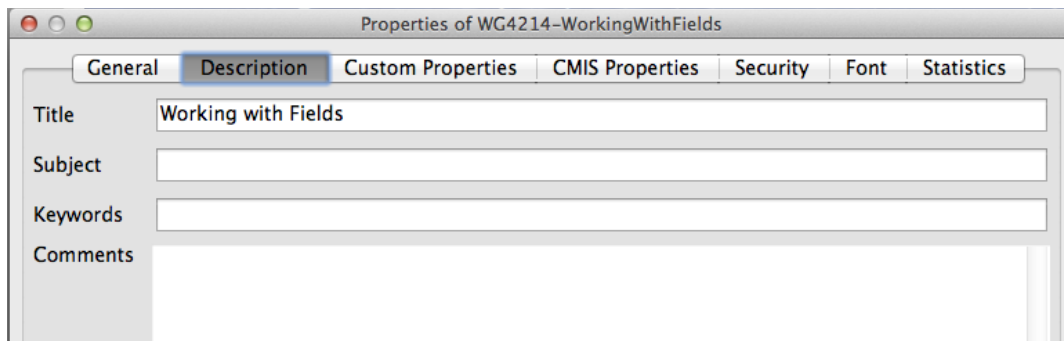 Properties of WG4214-WorkingWithFields
General Description Custom Properties CMIS Properties Security Font Statistics
Title Working with Fields
Subject
Keywords
Comments